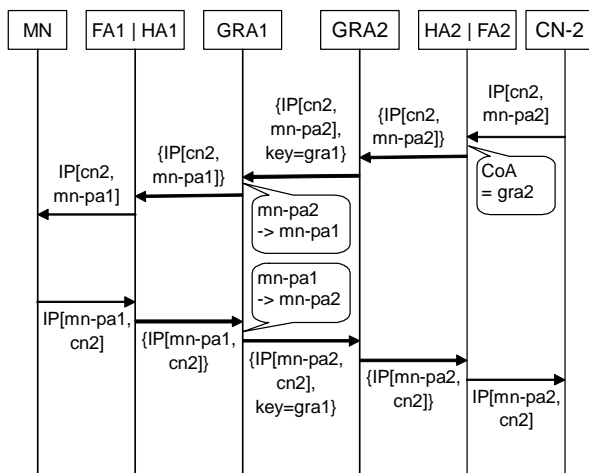 MN
FA1 | HA1
GRA1
GRA2
HA2 | FA2
CN-2
IP[cn2,
mn-pa2]
{IP[cn2,
mn-pa2]}
{IP[cn2,
mn-pa2],
key=gra1}
{IP[cn2,
mn-pa1]}
IP[cn2,
mn-pa1]
CoA
= gra2
mn-pa2
-> mn-pa1
mn-pa1
-> mn-pa2
IP[mn-pa1,
cn2]
{IP[mn-pa1,
cn2]}
{IP[mn-pa2,
cn2],
key=gra1}
{IP[mn-pa2,
cn2]}
IP[mn-pa2,
cn2]